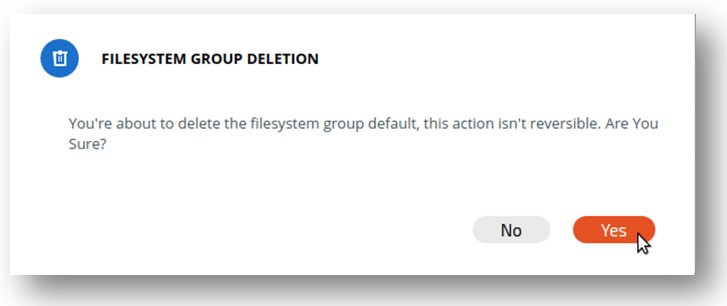 FILESYSTEM GROUP DELETION
You're about to delete the filesystem group default, this action isn't reversible. Are You
Sure?
No
Yes